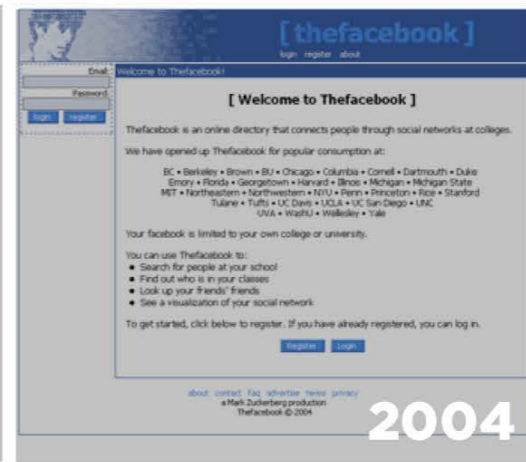 [ thefacebook ]
login register about
Email:
Password:
login register
Welcome to Thefacebook!
[ Welcome to Thefacebook ]
Thefacebook is an online directory that connects people through social networks at colleges.
We have opened up Thefacebook for popular consumption at:
BC • Berkeley • Brown • BU • Chicago • Columbia • Cornell • Dartmouth • Duke
Emory • Florida • Georgetown • Harvard • Illinois • Michigan • Michigan State
MIT • Northeastern • Northwestern • NYU • Penn • Princeton • Rice • Stanford
Tulane • Tufts • UC Davis • UCLA • UC San Diego • UNC
UVA • WashU • Wellesley • Yale
Your facebook is limited to your own college or university.
You can use Thefacebook to:
• Search for people at your school
• Find out who is in your classes
• Look up your friends' friends
• See a visualization of your social network
To get started, click below to register. If you have already registered, you can log in.
Register Login
about contact faq advertise terms privacy
a Mark Zuckerberg production
Thefacebook © 2004
2004